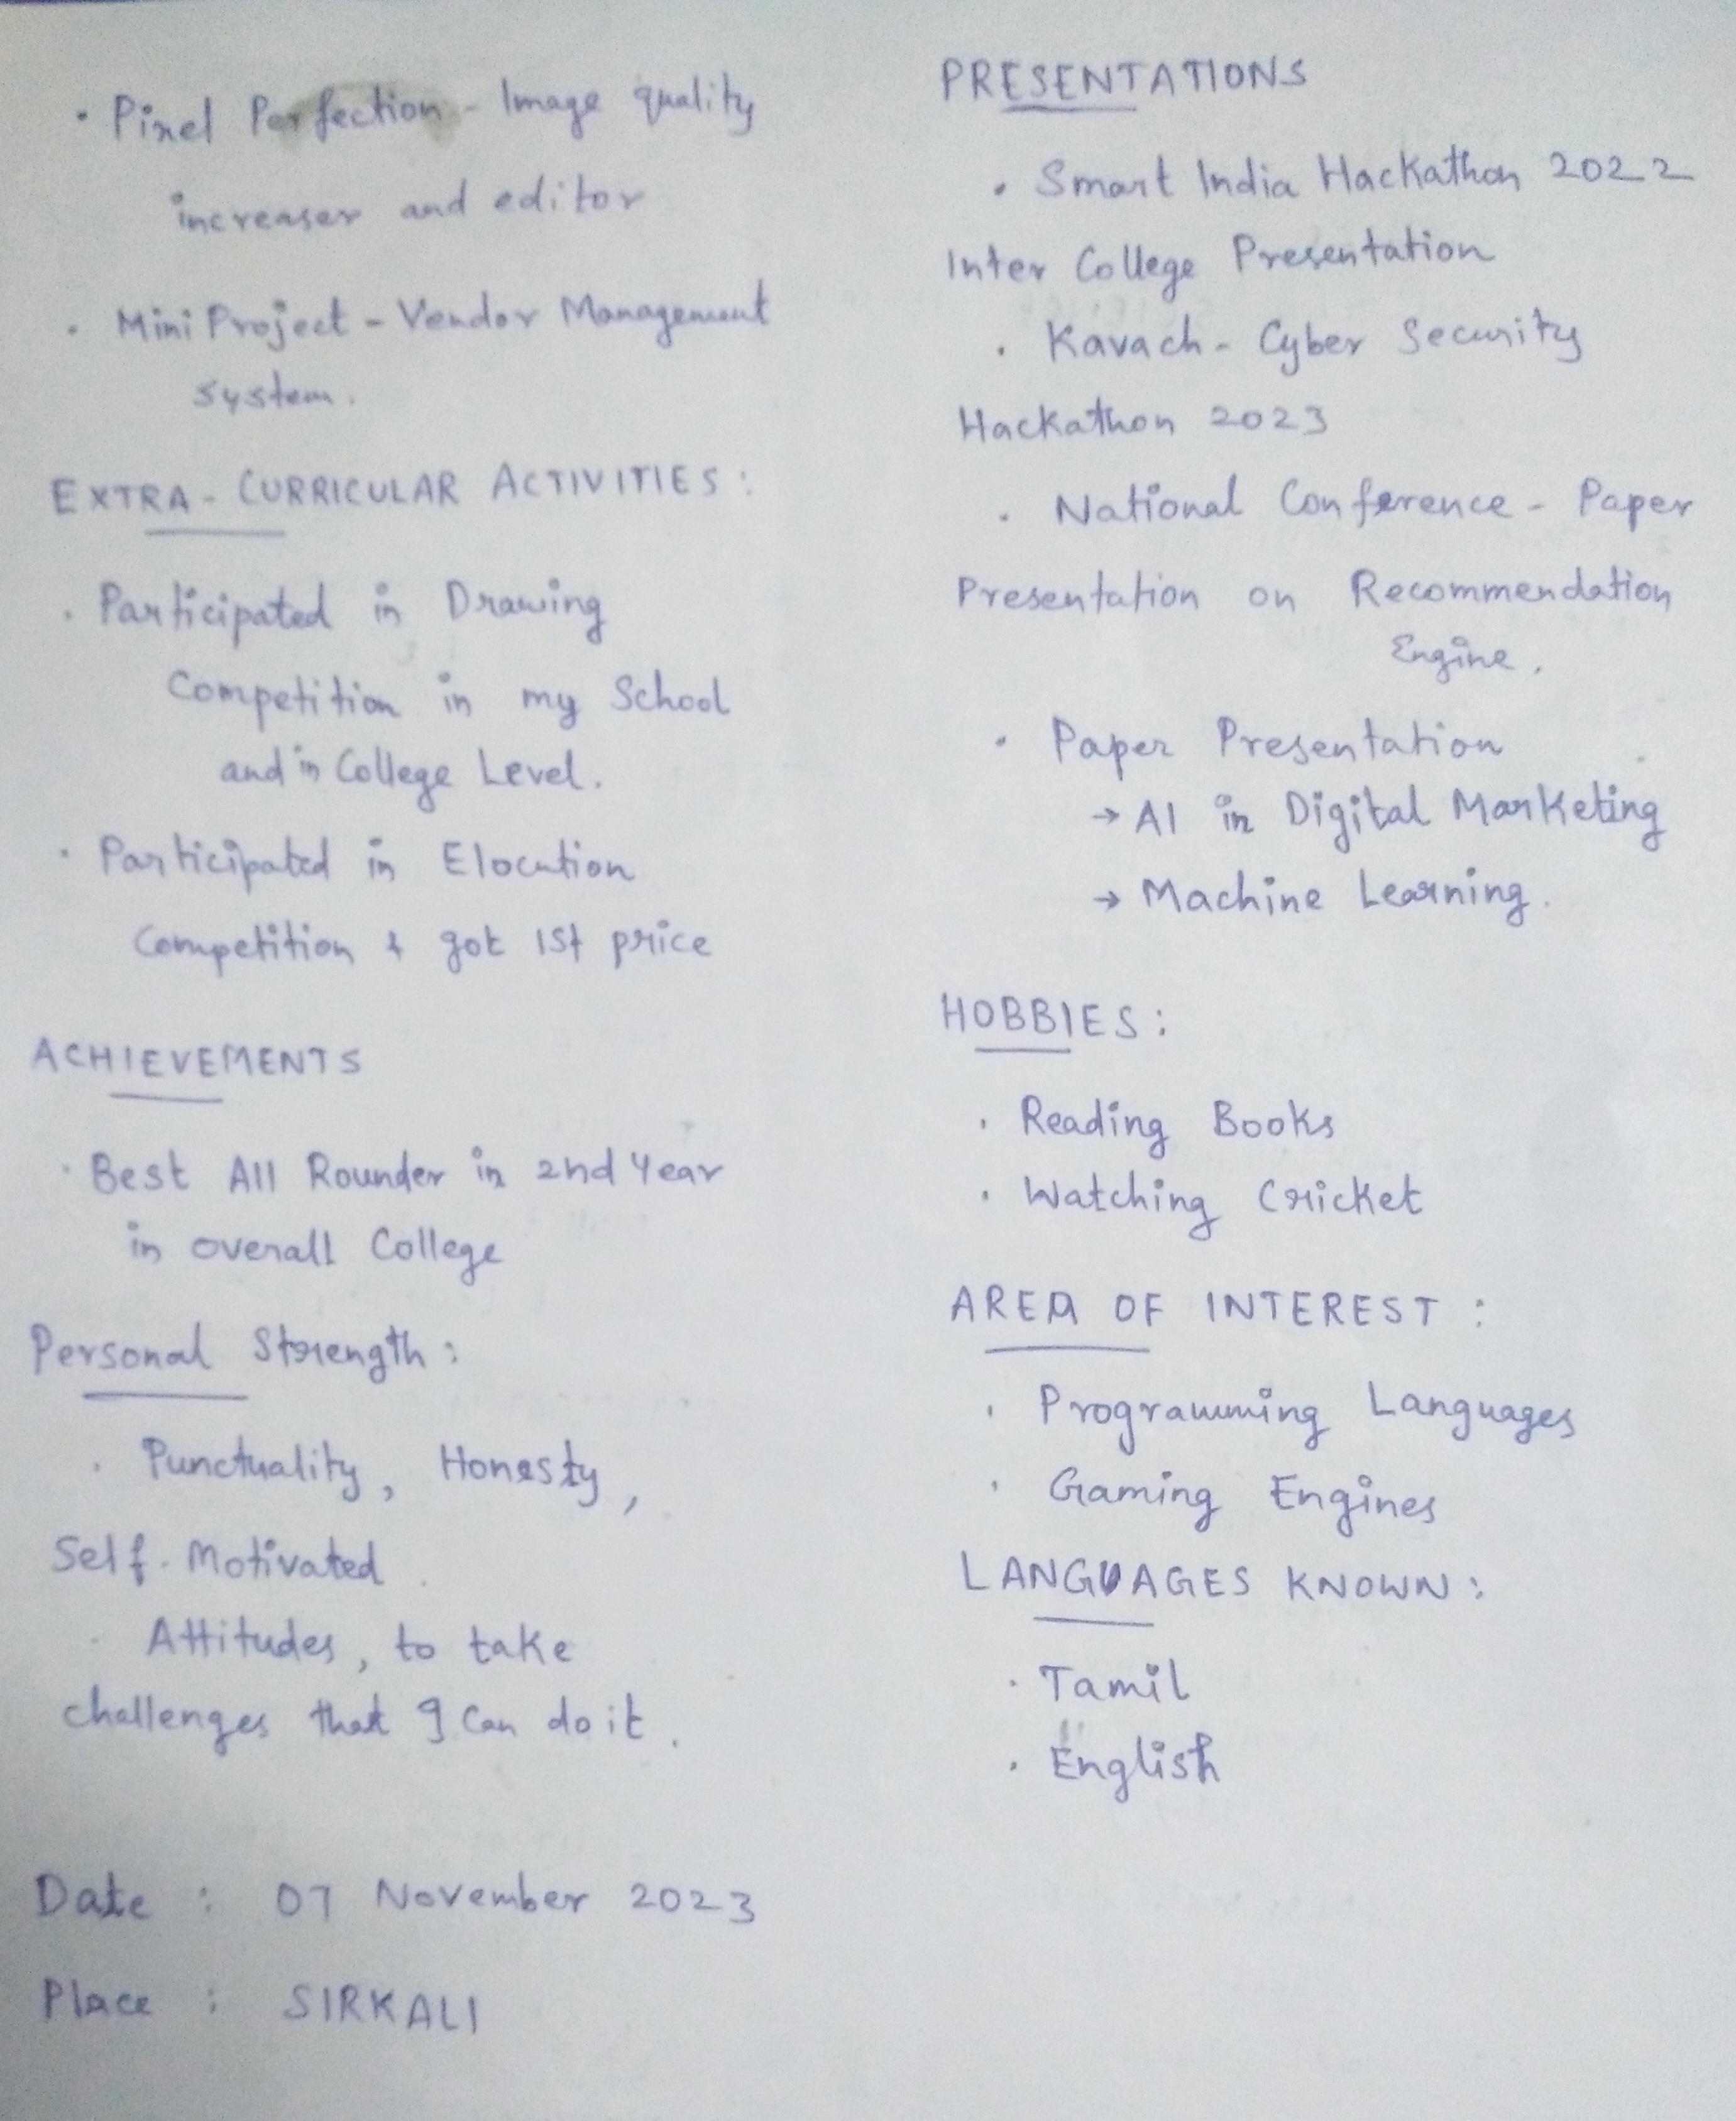 · Pixel Perfection - Image quality
increaser and editor
· Mini Project - Vendor Management
system.
EXTRA - CURRICULAR ACTIVITIES :
· Participated in Drawing
Competition in my School
and in College Level.
· Participated in Elocution
Competition & got 1st price
ACHIEVEMENTS
· Best All Rounder in 2nd Year
in overall College
Personal Strength :
· Punctuality, Honesty,
Self-Motivated.
· Attitudes, to take
challenges that I can do it.
Date : 07 November 2023
Place : SIRKALI
PRESENTATIONS
· Smart India Hackathon 2022
Inter College Presentation
· Kavach - Cyber Security
Hackathon 2023
· National Conference - Paper
Presentation on Recommendation
Engine.
· Paper Presentation
→ AI in Digital Marketing
→ Machine Learning.
HOBBIES :
· Reading Books
· Watching Cricket
AREA OF INTEREST :
· Programming Languages
· Gaming Engines
LANGUAGES KNOWN :
· Tamil
· English